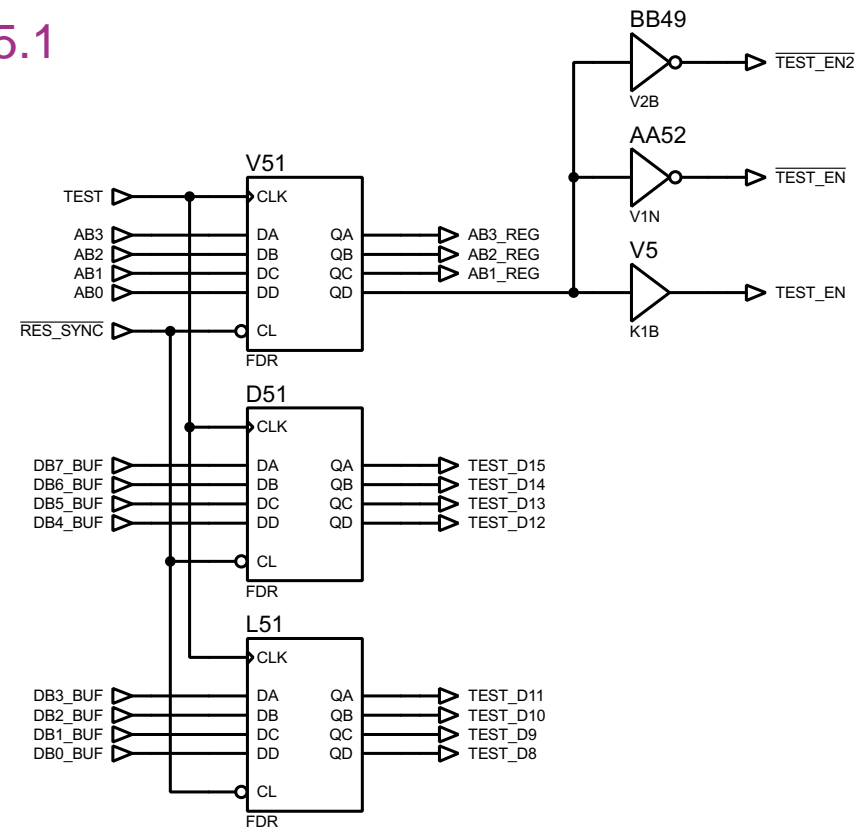 5.1
BB49
TEST_EN2
V2B
AA52
TEST_EN
V1N
V5
TEST_EN
K1B
V51
TEST CLK
AB3 DA QA AB3_REG
AB2 DB QB AB2_REG
AB1 DC QC AB1_REG
AB0 DD QD
RES_SYNC CL
FDR
D51
CLK
DB7_BUF DA QA TEST_D15
DB6_BUF DB QB TEST_D14
DB5_BUF DC QC TEST_D13
DB4_BUF DD QD TEST_D12
CL
FDR
L51
CLK
DB3_BUF DA QA TEST_D11
DB2_BUF DB QB TEST_D10
DB1_BUF DC QC TEST_D9
DB0_BUF DD QD TEST_D8
CL
FDR